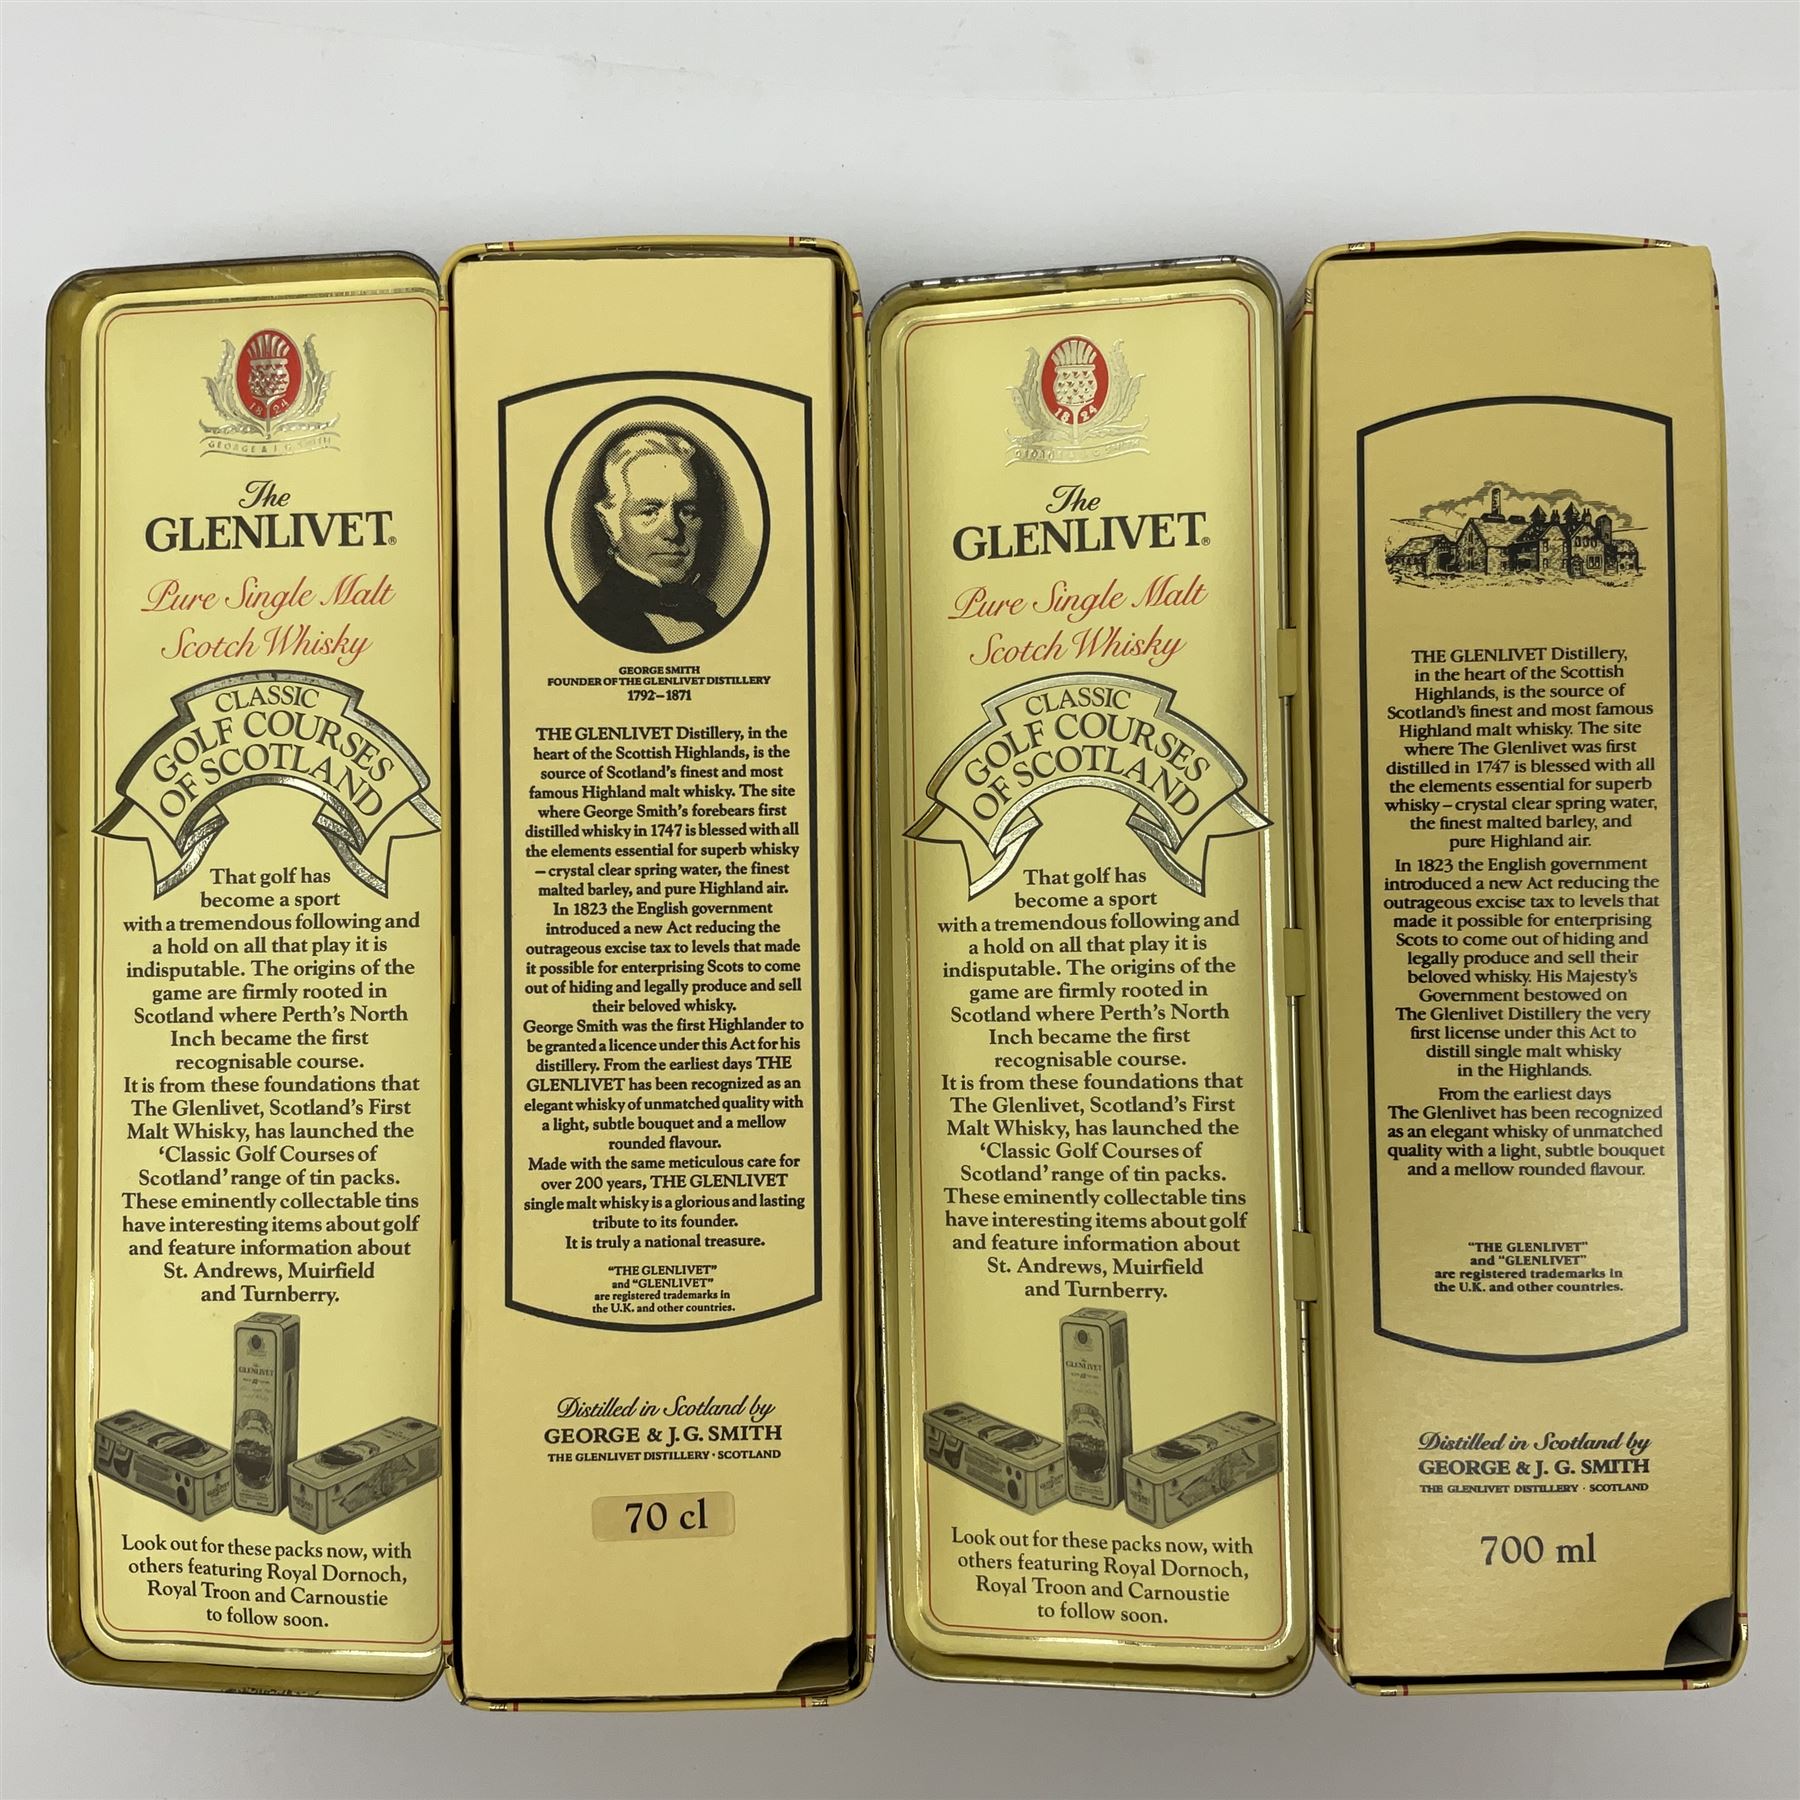 1824
GEORGE & J. G. SMITH
The
GLENLIVET®
Pure Single Malt
Scotch Whisky
CLASSIC
GOLF COURSES
OF SCOTLAND
That golf has
become a sport
with a tremendous following and
a hold on all that play it is
indisputable. The origins of the
game are firmly rooted in
Scotland where Perth's North
Inch became the first
recognisable course.
It is from these foundations that
The Glenlivet, Scotland's First
Malt Whisky, has launched the
'Classic Golf Courses of
Scotland' range of tin packs.
These eminently collectable tins
have interesting items about golf
and feature information about
St. Andrews, Muirfield
and Turnberry.
The
GLENLIVET
Look out for these packs now, with
others featuring Royal Dornoch,
Royal Troon and Carnoustie
to follow soon.
GEORGE SMITH
FOUNDER OF THE GLENLIVET DISTILLERY
1792–1871
THE GLENLIVET Distillery, in the
heart of the Scottish Highlands, is the
source of Scotland's finest and most
famous Highland malt whisky. The site
where George Smith's forebears first
distilled whisky in 1747 is blessed with all
the elements essential for superb whisky
– crystal clear spring water, the finest
malted barley, and pure Highland air.
In 1823 the English government
introduced a new Act reducing the
outrageous excise tax to levels that made
it possible for enterprising Scots to come
out of hiding and legally produce and sell
their beloved whisky.
George Smith was the first Highlander to
be granted a licence under this Act for his
distillery. From the earliest days THE
GLENLIVET has been recognized as an
elegant whisky of unmatched quality with
a light, subtle bouquet and a mellow
rounded flavour.
Made with the same meticulous care for
over 200 years, THE GLENLIVET
single malt whisky is a glorious and lasting
tribute to its founder.
It is truly a national treasure.
"THE GLENLIVET"
and "GLENLIVET"
are registered trademarks in
the U.K. and other countries.
Distilled in Scotland by
GEORGE & J.G. SMITH
THE GLENLIVET DISTILLERY · SCOTLAND
70 cl
1824
GEORGE & J. G. SMITH
The
GLENLIVET®
Pure Single Malt
Scotch Whisky
CLASSIC
GOLF COURSES
OF SCOTLAND
That golf has
become a sport
with a tremendous following and
a hold on all that play it is
indisputable. The origins of the
game are firmly rooted in
Scotland where Perth's North
Inch became the first
recognisable course.
It is from these foundations that
The Glenlivet, Scotland's First
Malt Whisky, has launched the
'Classic Golf Courses of
Scotland' range of tin packs.
These eminently collectable tins
have interesting items about golf
and feature information about
St. Andrews, Muirfield
and Turnberry.
The
GLENLIVET
Look out for these packs now, with
others featuring Royal Dornoch,
Royal Troon and Carnoustie
to follow soon.
THE GLENLIVET Distillery,
in the heart of the Scottish
Highlands, is the source of
Scotland's finest and most famous
Highland malt whisky. The site
where The Glenlivet was first
distilled in 1747 is blessed with all
the elements essential for superb
whisky – crystal clear spring water,
the finest malted barley, and
pure Highland air.
In 1823 the English government
introduced a new Act reducing the
outrageous excise tax to levels that
made it possible for enterprising
Scots to come out of hiding and
legally produce and sell their
beloved whisky. His Majesty's
Government bestowed on
The Glenlivet Distillery the very
first license under this Act to
distill single malt whisky
in the Highlands.
From the earliest days
The Glenlivet has been recognized
as an elegant whisky of unmatched
quality with a light, subtle bouquet
and a mellow rounded flavour.
"THE GLENLIVET"
and "GLENLIVET"
are registered trademarks in
the U.K. and other countries.
Distilled in Scotland by
GEORGE & J. G. SMITH
THE GLENLIVET DISTILLERY · SCOTLAND
700 ml